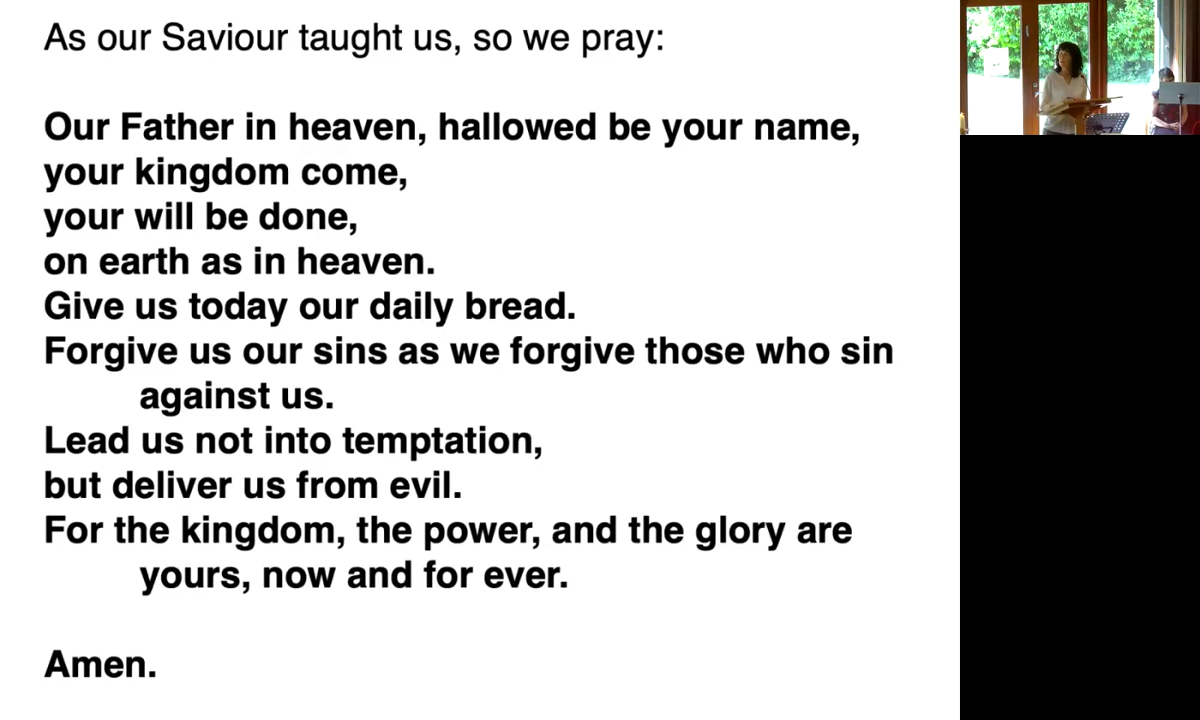 As our Saviour taught us, so we pray:
Our Father in heaven, hallowed be your name,
your kingdom come,
your will be done,
on earth as in heaven.
Give us today our daily bread.
Forgive us our sins as we forgive those who sin
against us.
Lead us not into temptation,
but deliver us from evil.
For the kingdom, the power, and the glory are
yours, now and for ever.
Amen.